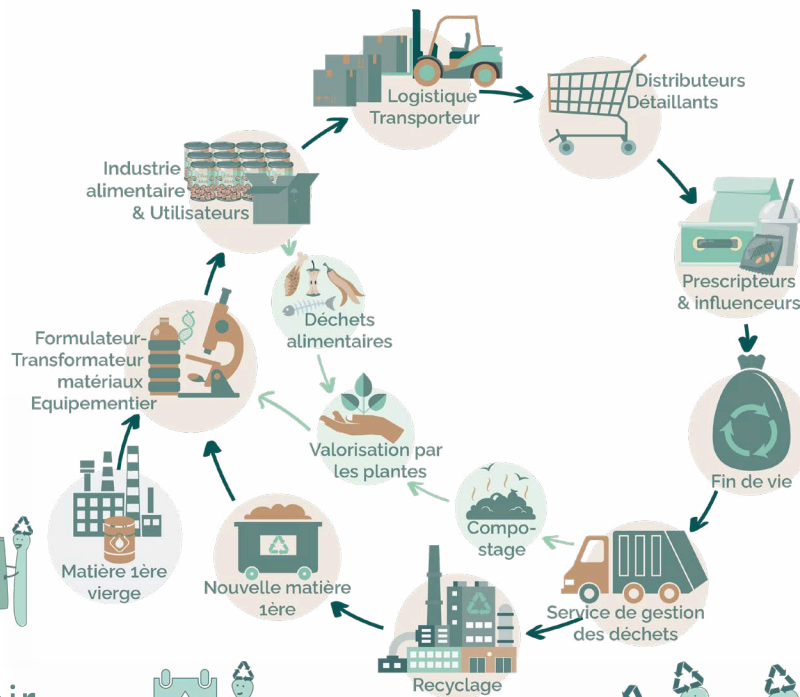 Logistique
Transporteur
Distributeurs
Détaillants
Industrie
alimentaire
& Utilisateurs
Prescripteurs
& influenceurs
Déchets
alimentaires
Formulateur-
Transformateur
matériaux
Equipementier
Valorisation par
les plantes
Fin de vie
Compo-
stage
Matière 1ère
vierge
Nouvelle matière
1ère
Service de gestion
des déchets
Recyclage